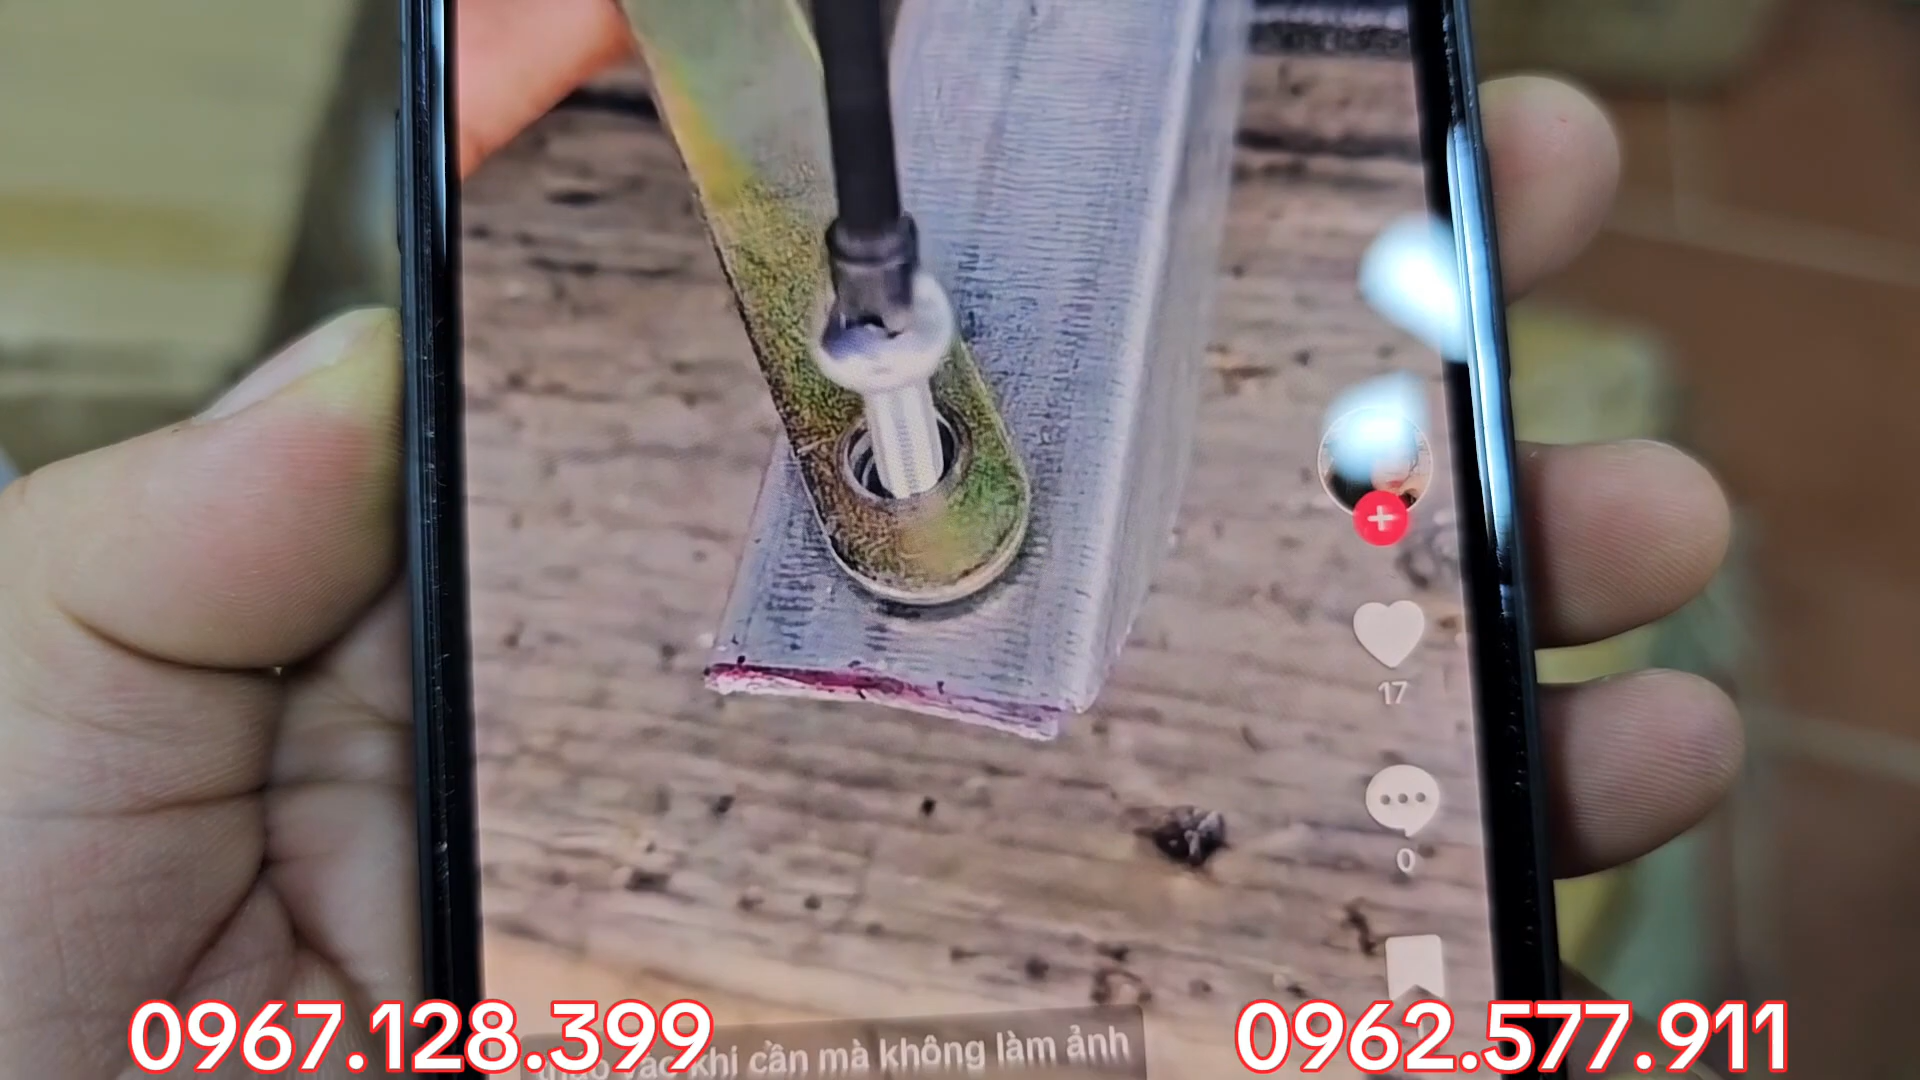 17
0
khi cần mà không làm ảnh
0967.128.399
0962.577.911